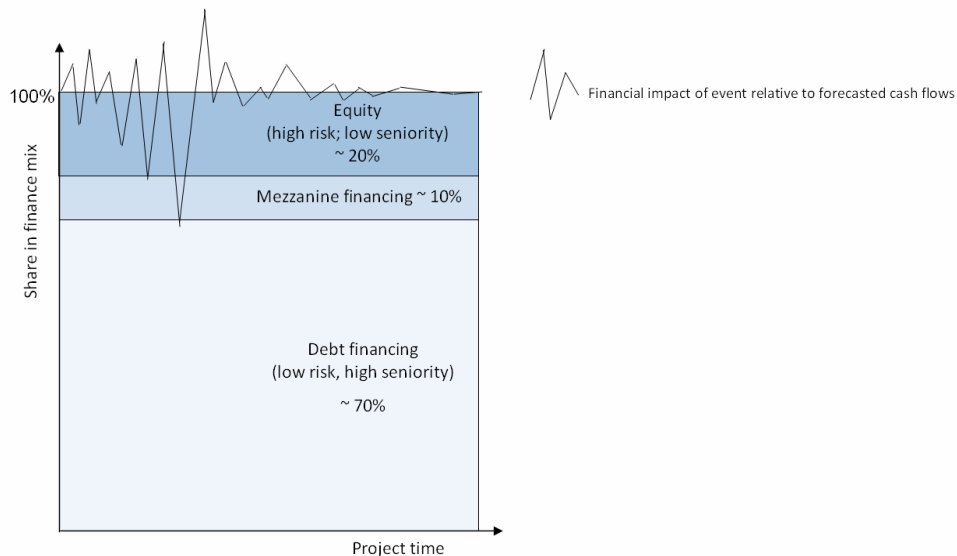 100%
Share in finance mix
Equity
(high risk; low seniority)
~ 20%
Mezzanine financing ~ 10%
Debt financing
(low risk, high seniority)
~ 70%
Project time
Financial impact of event relative to forecasted cash flows